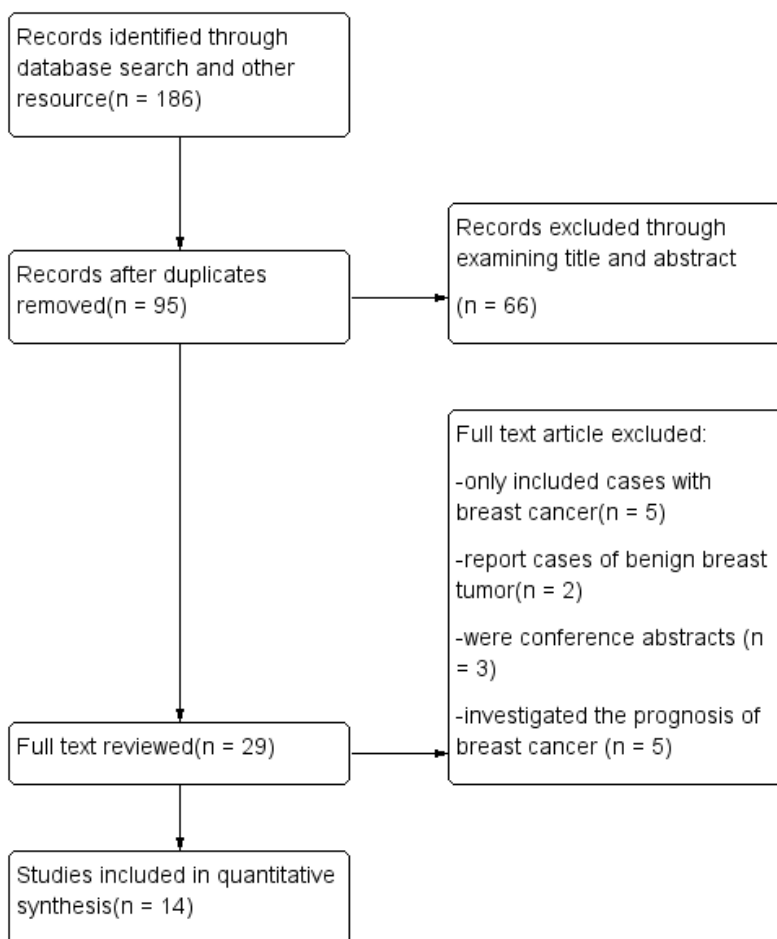 Records identified through
database search and other
resource(n = 186)
Records after duplicates
removed(n = 95)
Records excluded through
examining title and abstract
(n = 66)
Full text article excluded:
-only included cases with
breast cancer(n = 5)
-report cases of benign breast
tumor(n = 2)
-were conference abstracts (n
= 3)
-investigated the prognosis of
breast cancer (n = 5)
Full text reviewed(n = 29)
Studies included in quantitative
synthesis(n = 14)